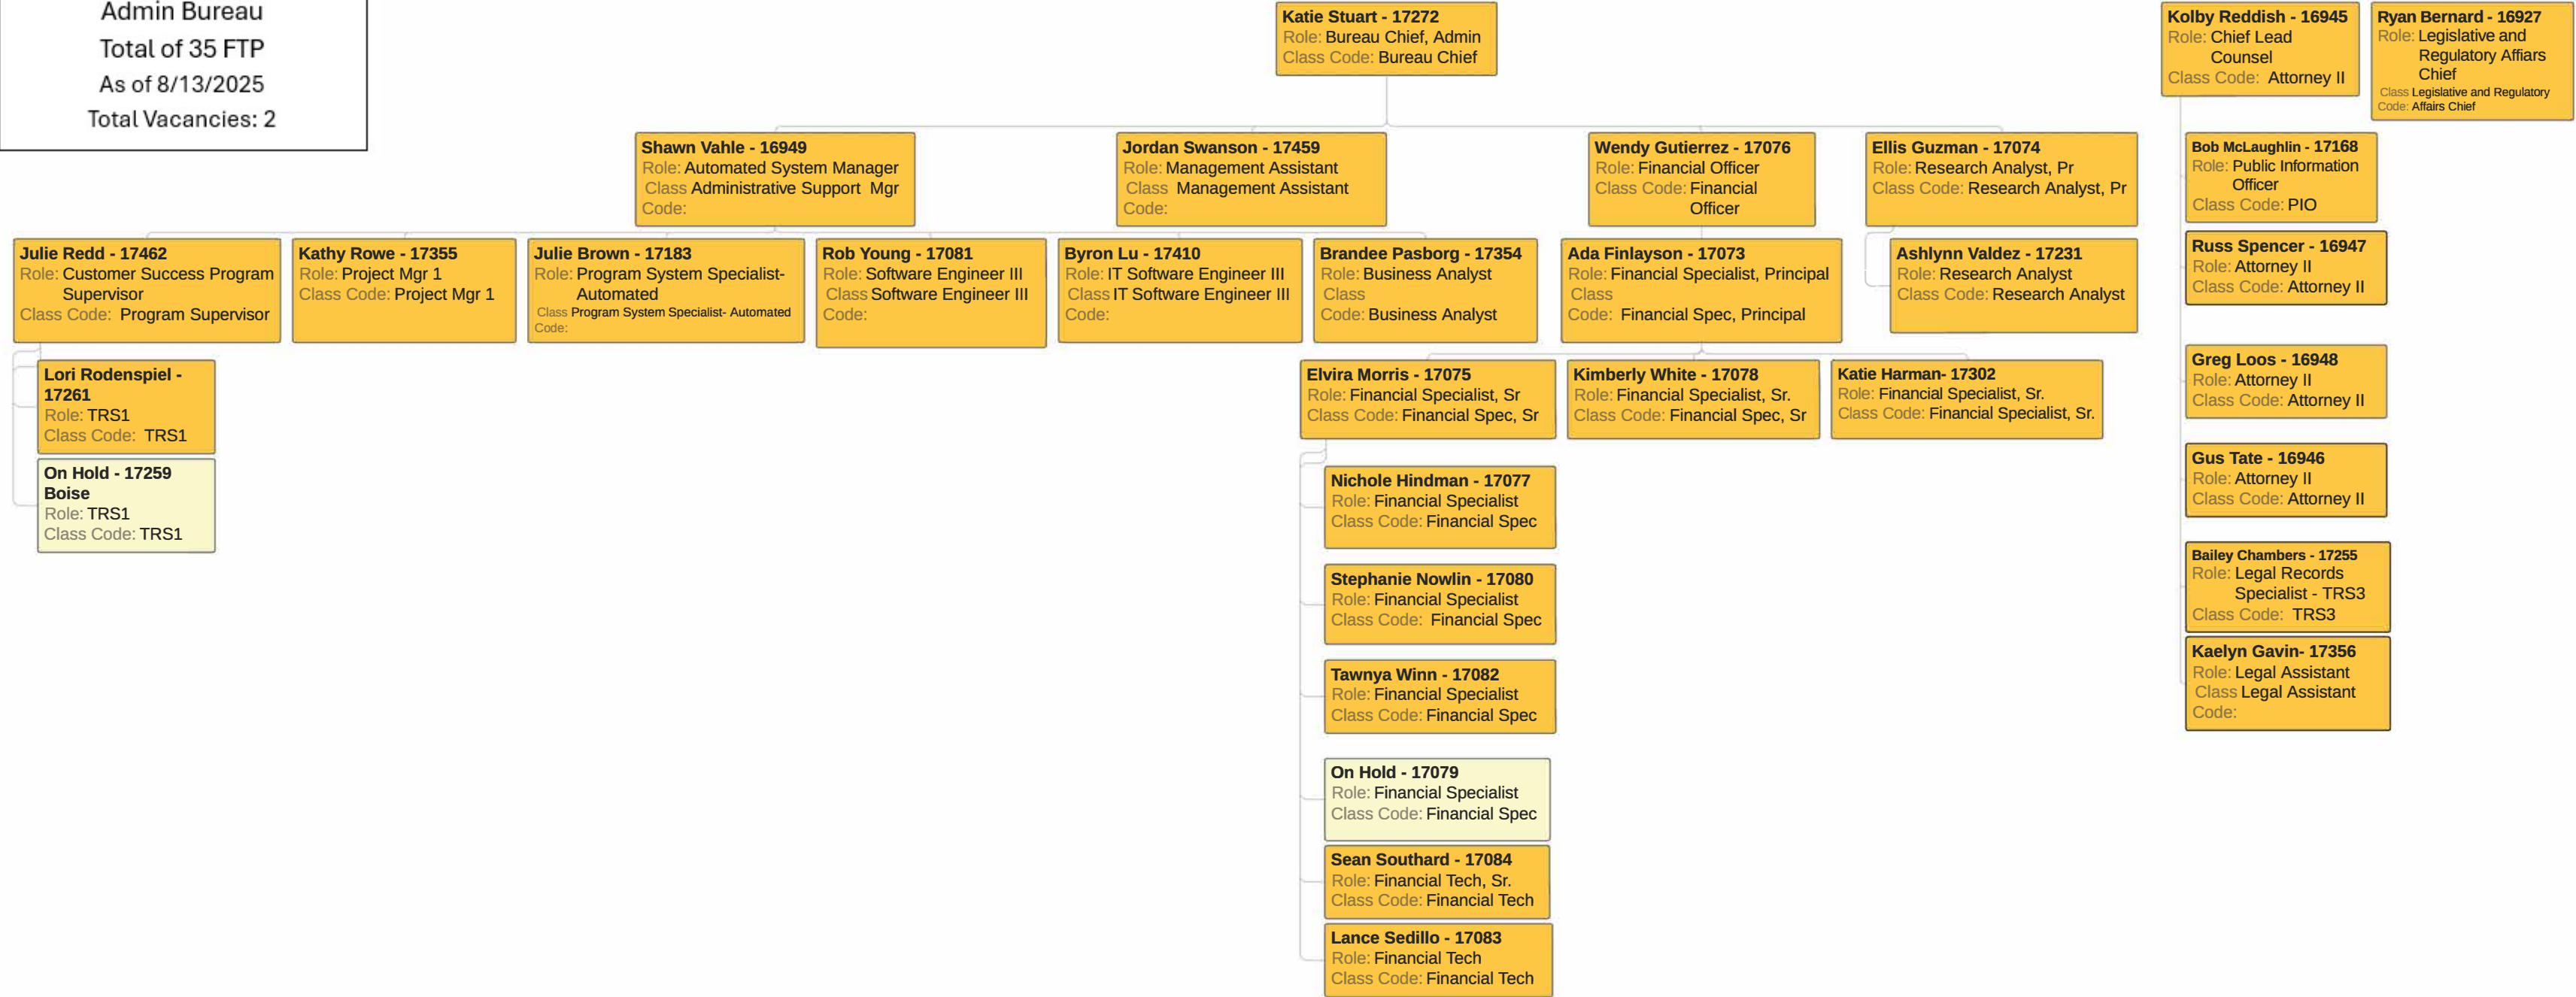 Admin Bureau
Total of 35 FTP
As of 8/13/2025
Total Vacancies: 2
Katie Stuart - 17272
Role: Bureau Chief, Admin
Class Code: Bureau Chief
Kolby Reddish - 16945
Role: Chief Lead
Counsel
Class Code: Attorney II
Ryan Bernard - 16927
Role: Legislative and
Regulatory Affiars
Chief
Class Legislative and Regulatory
Code: Affairs Chief
Shawn Vahle - 16949
Role: Automated System Manager
Class Administrative Support Mgr
Code:
Jordan Swanson - 17459
Role: Management Assistant
Class Management Assistant
Code:
Wendy Gutierrez - 17076
Role: Financial Officer
Class Code: Financial
Officer
Ellis Guzman - 17074
Role: Research Analyst, Pr
Class Code: Research Analyst, Pr
Bob McLaughlin - 17168
Role: Public Information
Officer
Class Code: PIO
Julie Redd - 17462
Role: Customer Success Program
Supervisor
Class Code: Program Supervisor
Kathy Rowe - 17355
Role: Project Mgr 1
Class Code: Project Mgr 1
Julie Brown - 17183
Role: Program System Specialist-
Automated
Class Program System Specialist- Automated
Code:
Rob Young - 17081
Role: Software Engineer III
Class Software Engineer III
Code:
Byron Lu - 17410
Role: IT Software Engineer III
Class IT Software Engineer III
Code:
Brandee Pasborg - 17354
Role: Business Analyst
Class
Code: Business Analyst
Ada Finlayson - 17073
Role: Financial Specialist, Principal
Class
Code: Financial Spec, Principal
Ashlynn Valdez - 17231
Role: Research Analyst
Class Code: Research Analyst
Russ Spencer - 16947
Role: Attorney II
Class Code: Attorney II
Lori Rodenspiel -
17261
Role: TRS1
Class Code: TRS1
On Hold - 17259
Boise
Role: TRS1
Class Code: TRS1
Elvira Morris - 17075
Role: Financial Specialist, Sr
Class Code: Financial Spec, Sr
Kimberly White - 17078
Role: Financial Specialist, Sr.
Class Code: Financial Spec, Sr
Katie Harman- 17302
Role: Financial Specialist, Sr.
Class Code: Financial Specialist, Sr.
Greg Loos - 16948
Role: Attorney II
Class Code: Attorney II
Nichole Hindman - 17077
Role: Financial Specialist
Class Code: Financial Spec
Gus Tate - 16946
Role: Attorney II
Class Code: Attorney II
Stephanie Nowlin - 17080
Role: Financial Specialist
Class Code: Financial Spec
Bailey Chambers - 17255
Role: Legal Records
Specialist - TRS3
Class Code: TRS3
Tawnya Winn - 17082
Role: Financial Specialist
Class Code: Financial Spec
Kaelyn Gavin- 17356
Role: Legal Assistant
Class Legal Assistant
Code:
On Hold - 17079
Role: Financial Specialist
Class Code: Financial Spec
Sean Southard - 17084
Role: Financial Tech, Sr.
Class Code: Financial Tech
Lance Sedillo - 17083
Role: Financial Tech
Class Code: Financial Tech